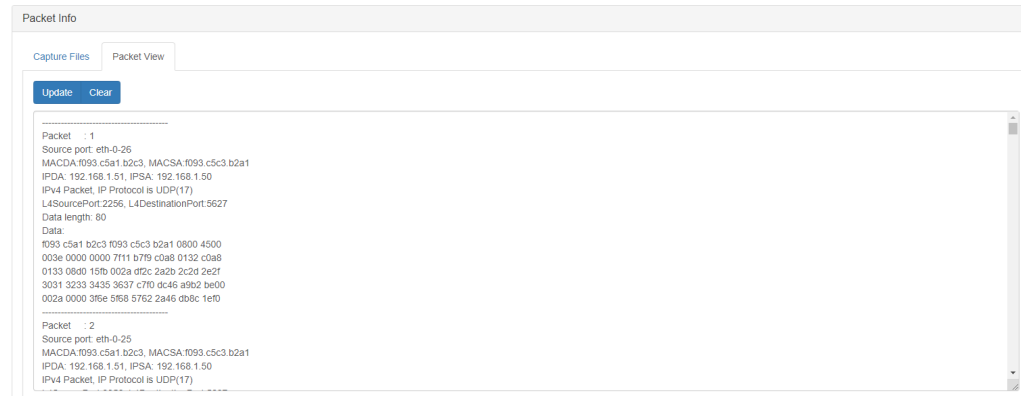 Packet Info
Capture Files Packet View
Update Clear
----------------------------------------
Packet : 1
Source port: eth-0-26
MACDA:f093.c5a1.b2c3, MACSA:f093.c5c3.b2a1
IPDA: 192.168.1.51, IPSA: 192.168.1.50
IPv4 Packet, IP Protocol is UDP(17)
L4SourcePort:2256, L4DestinationPort:5627
Data length: 80
Data:
f093 c5a1 b2c3 f093 c5c3 b2a1 0800 4500
003e 0000 0000 7f11 b7f9 c0a8 0132 c0a8
0133 08d0 15fb 002a df2c 2a2b 2c2d 2e2f
3031 3233 3435 3637 c7f0 dc46 a9b2 be00
002a 0000 3f6e 5f68 5762 2a46 db8c 1ef0
----------------------------------------
Packet : 2
Source port: eth-0-25
MACDA:f093.c5a1.b2c3, MACSA:f093.c5c3.b2a1
IPDA: 192.168.1.51, IPSA: 192.168.1.50
IPv4 Packet, IP Protocol is UDP(17)